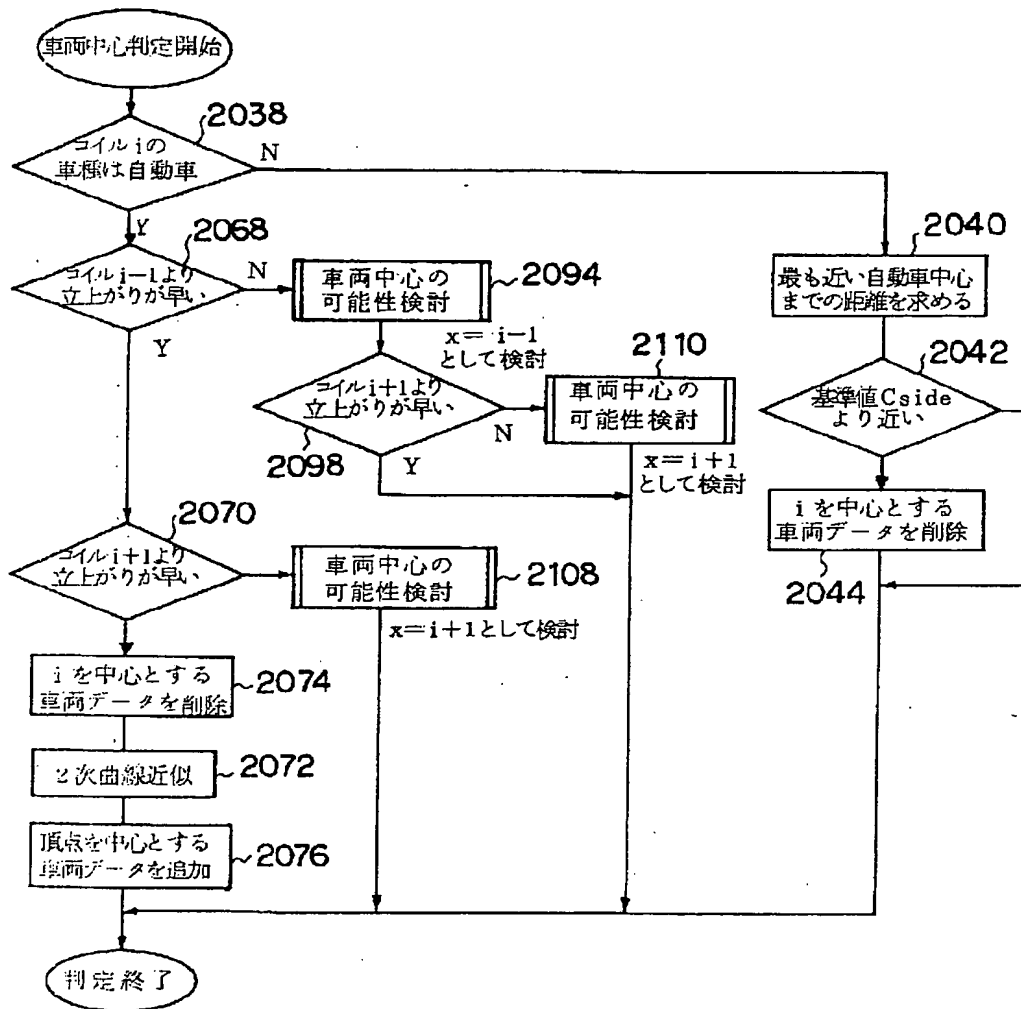 車両中心判定開始
2038
コイルiの
車種は自動車
N
Y
2068
コイルi−1より
立上がりが早い
N
Y
2094
車両中心の
可能性検討
x=i−1
として検討
2040
最も近い自動車中心
までの距離を求める
2042
基準値Cside
より近い
2110
車両中心の
可能性検討
x=i+1
として検討
コイルi+1より
立上がりが早い
N
2098
Y
iを中心とする
車両データを削除
2044
2070
コイルi+1より
立上がりが早い
2108
車両中心の
可能性検討
x=i+1として検討
iを中心とする
車両データを削除
2074
2次曲線近似
2072
頂点を中心とする
車両データを追加
2076
判定終了